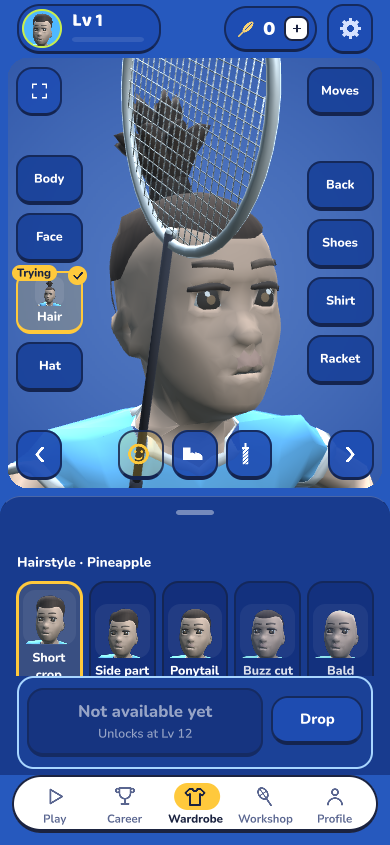 Lv 1
0
+
Moves
Body
Back
Face
Shoes
Trying
Hair
Shirt
Hat
Racket
Hairstyle · Pineapple
Short
crop
Side part
Ponytail
Buzz cut
Bald
Not available yet
Unlocks at Lv 12
Drop
Play
Career
Wardrobe
Workshop
Profile